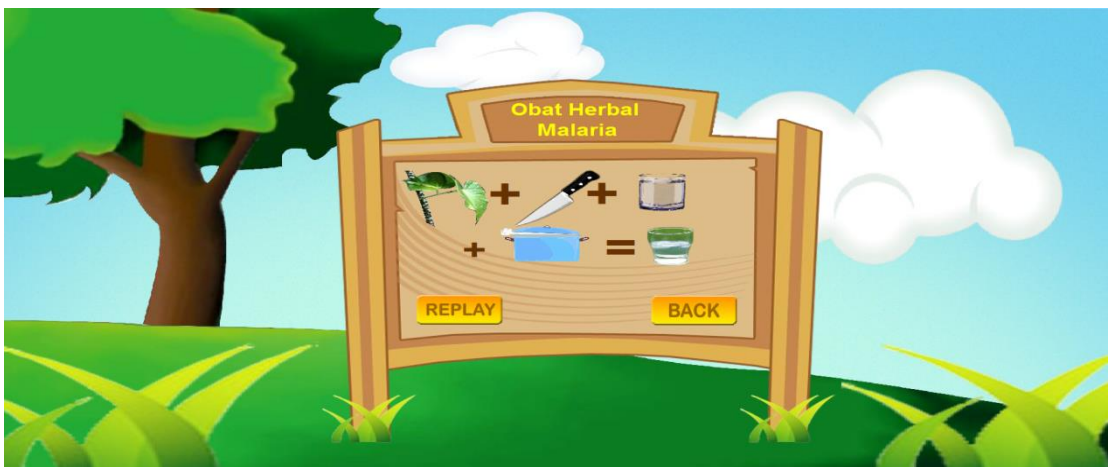 Obat Herbal
Malaria
+ +
+ =
REPLAY BACK